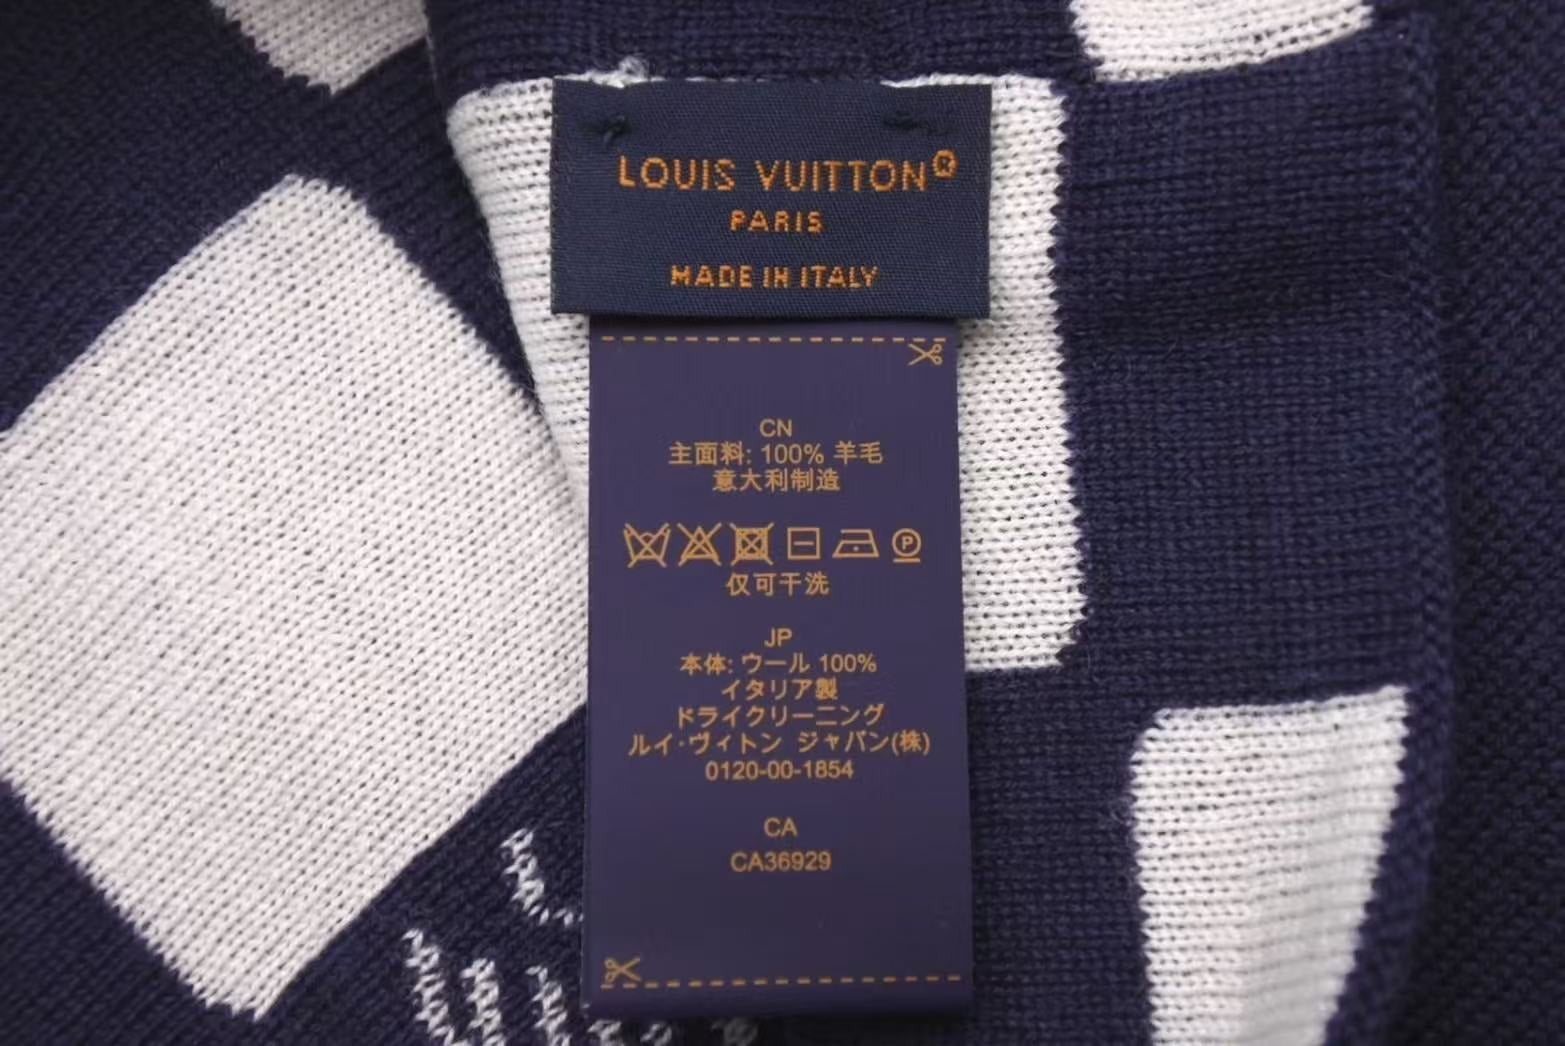 LOUIS VUITTON®
PARIS
MADE IN ITALY
CN
主面料: 100% 羊毛
意大利制造
P
仅可干洗
JP
本体: ウール 100%
イタリア製
ドライクリーニング
ルイ·ヴィトン ジャパン(株)
0120-00-1854
CA
CA36929